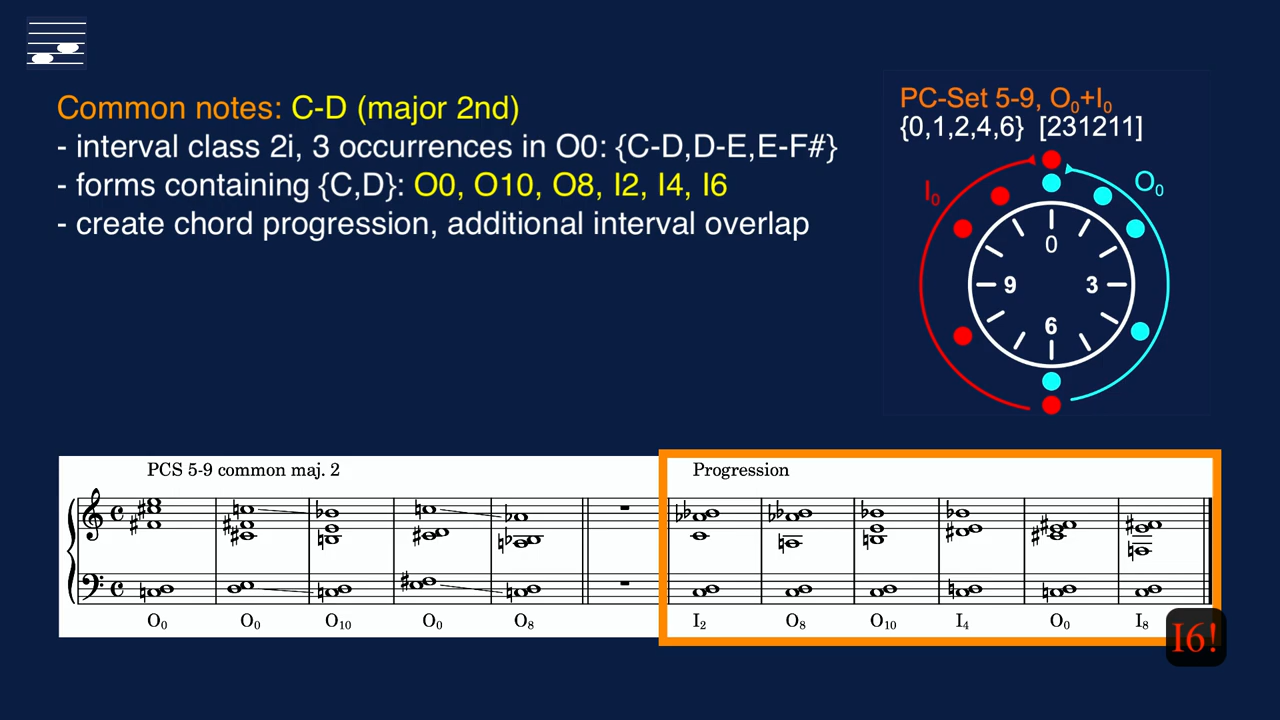 Common notes: C-D (major 2nd)
- interval class 2i, 3 occurrences in O0: {C-D,D-E,E-F#}
- forms containing {C,D}: O0, O10, O8, I2, I4, I6
- create chord progression, additional interval overlap
PC-Set 5-9, O₀+I₀
{0,1,2,4,6} [231211]
I₀
O₀
0
9
3
6
PCS 5-9 common maj. 2
Progression
O₀ O₀ O₁₀ O₀ O₈ I₂ O₈ O₁₀ I₄ O₀ I₈
I6!